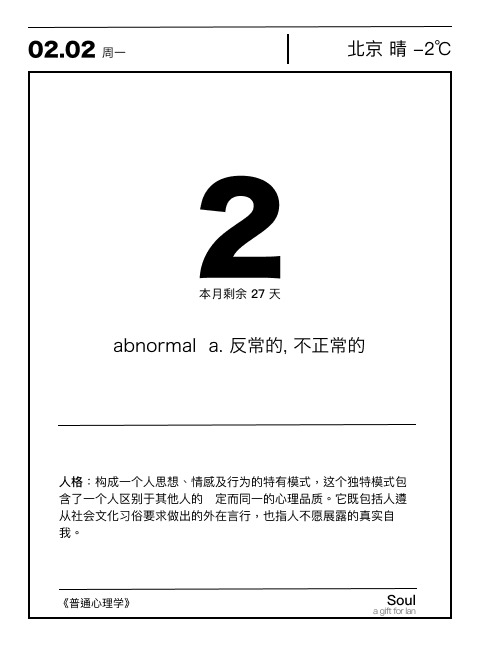 02.02 周一 北京 晴 -2℃
2
本月剩余 27 天
abnormal a. 反常的, 不正常的
人格：构成一个人思想、情感及行为的特有模式，这个独特模式包
含了一个人区别于其他人的 定而同一的心理品质。它既包括人遵
从社会文化习俗要求做出的外在言行，也指人不愿展露的真实自
我。
《普通心理学》 Soul
a gift for Ian